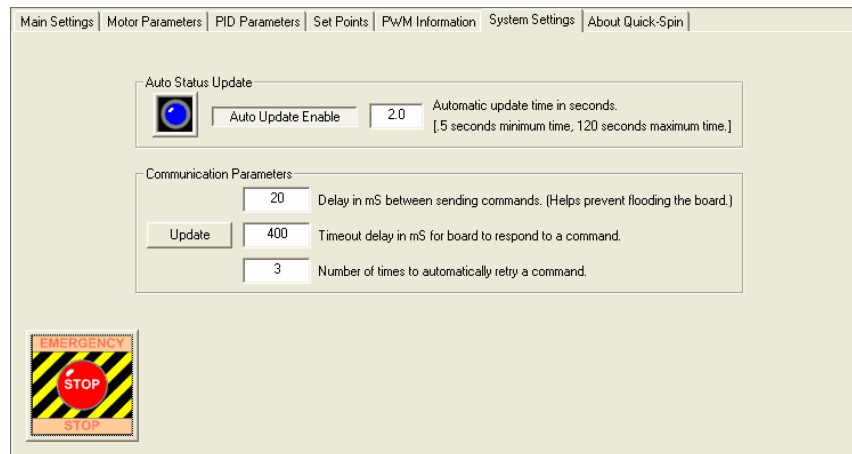 Main Settings Motor Parameters PID Parameters Set Points PWM Information System Settings About Quick-Spin
Auto Status Update
Auto Update Enable 2.0 Automatic update time in seconds.
[.5 seconds minimum time, 120 seconds maximum time.]
Communication Parameters
20 Delay in mS between sending commands. (Helps prevent flooding the board.)
Update 400 Timeout delay in mS for board to respond to a command.
3 Number of times to automatically retry a command.
EMERGENCY
STOP
STOP